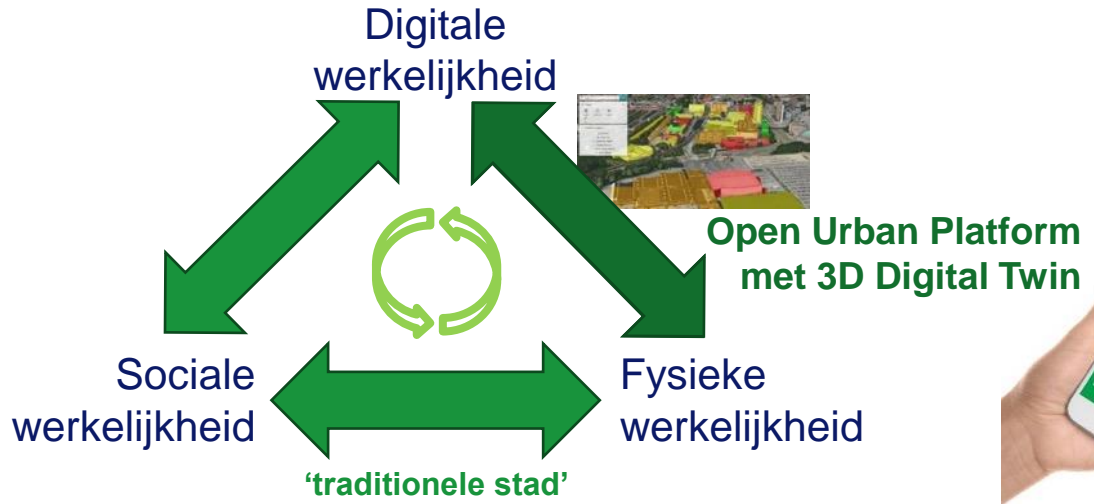 Digitale
werkelijkheid
Open Urban Platform
met 3D Digital Twin
Sociale
werkelijkheid
Fysieke
werkelijkheid
‘traditionele stad’